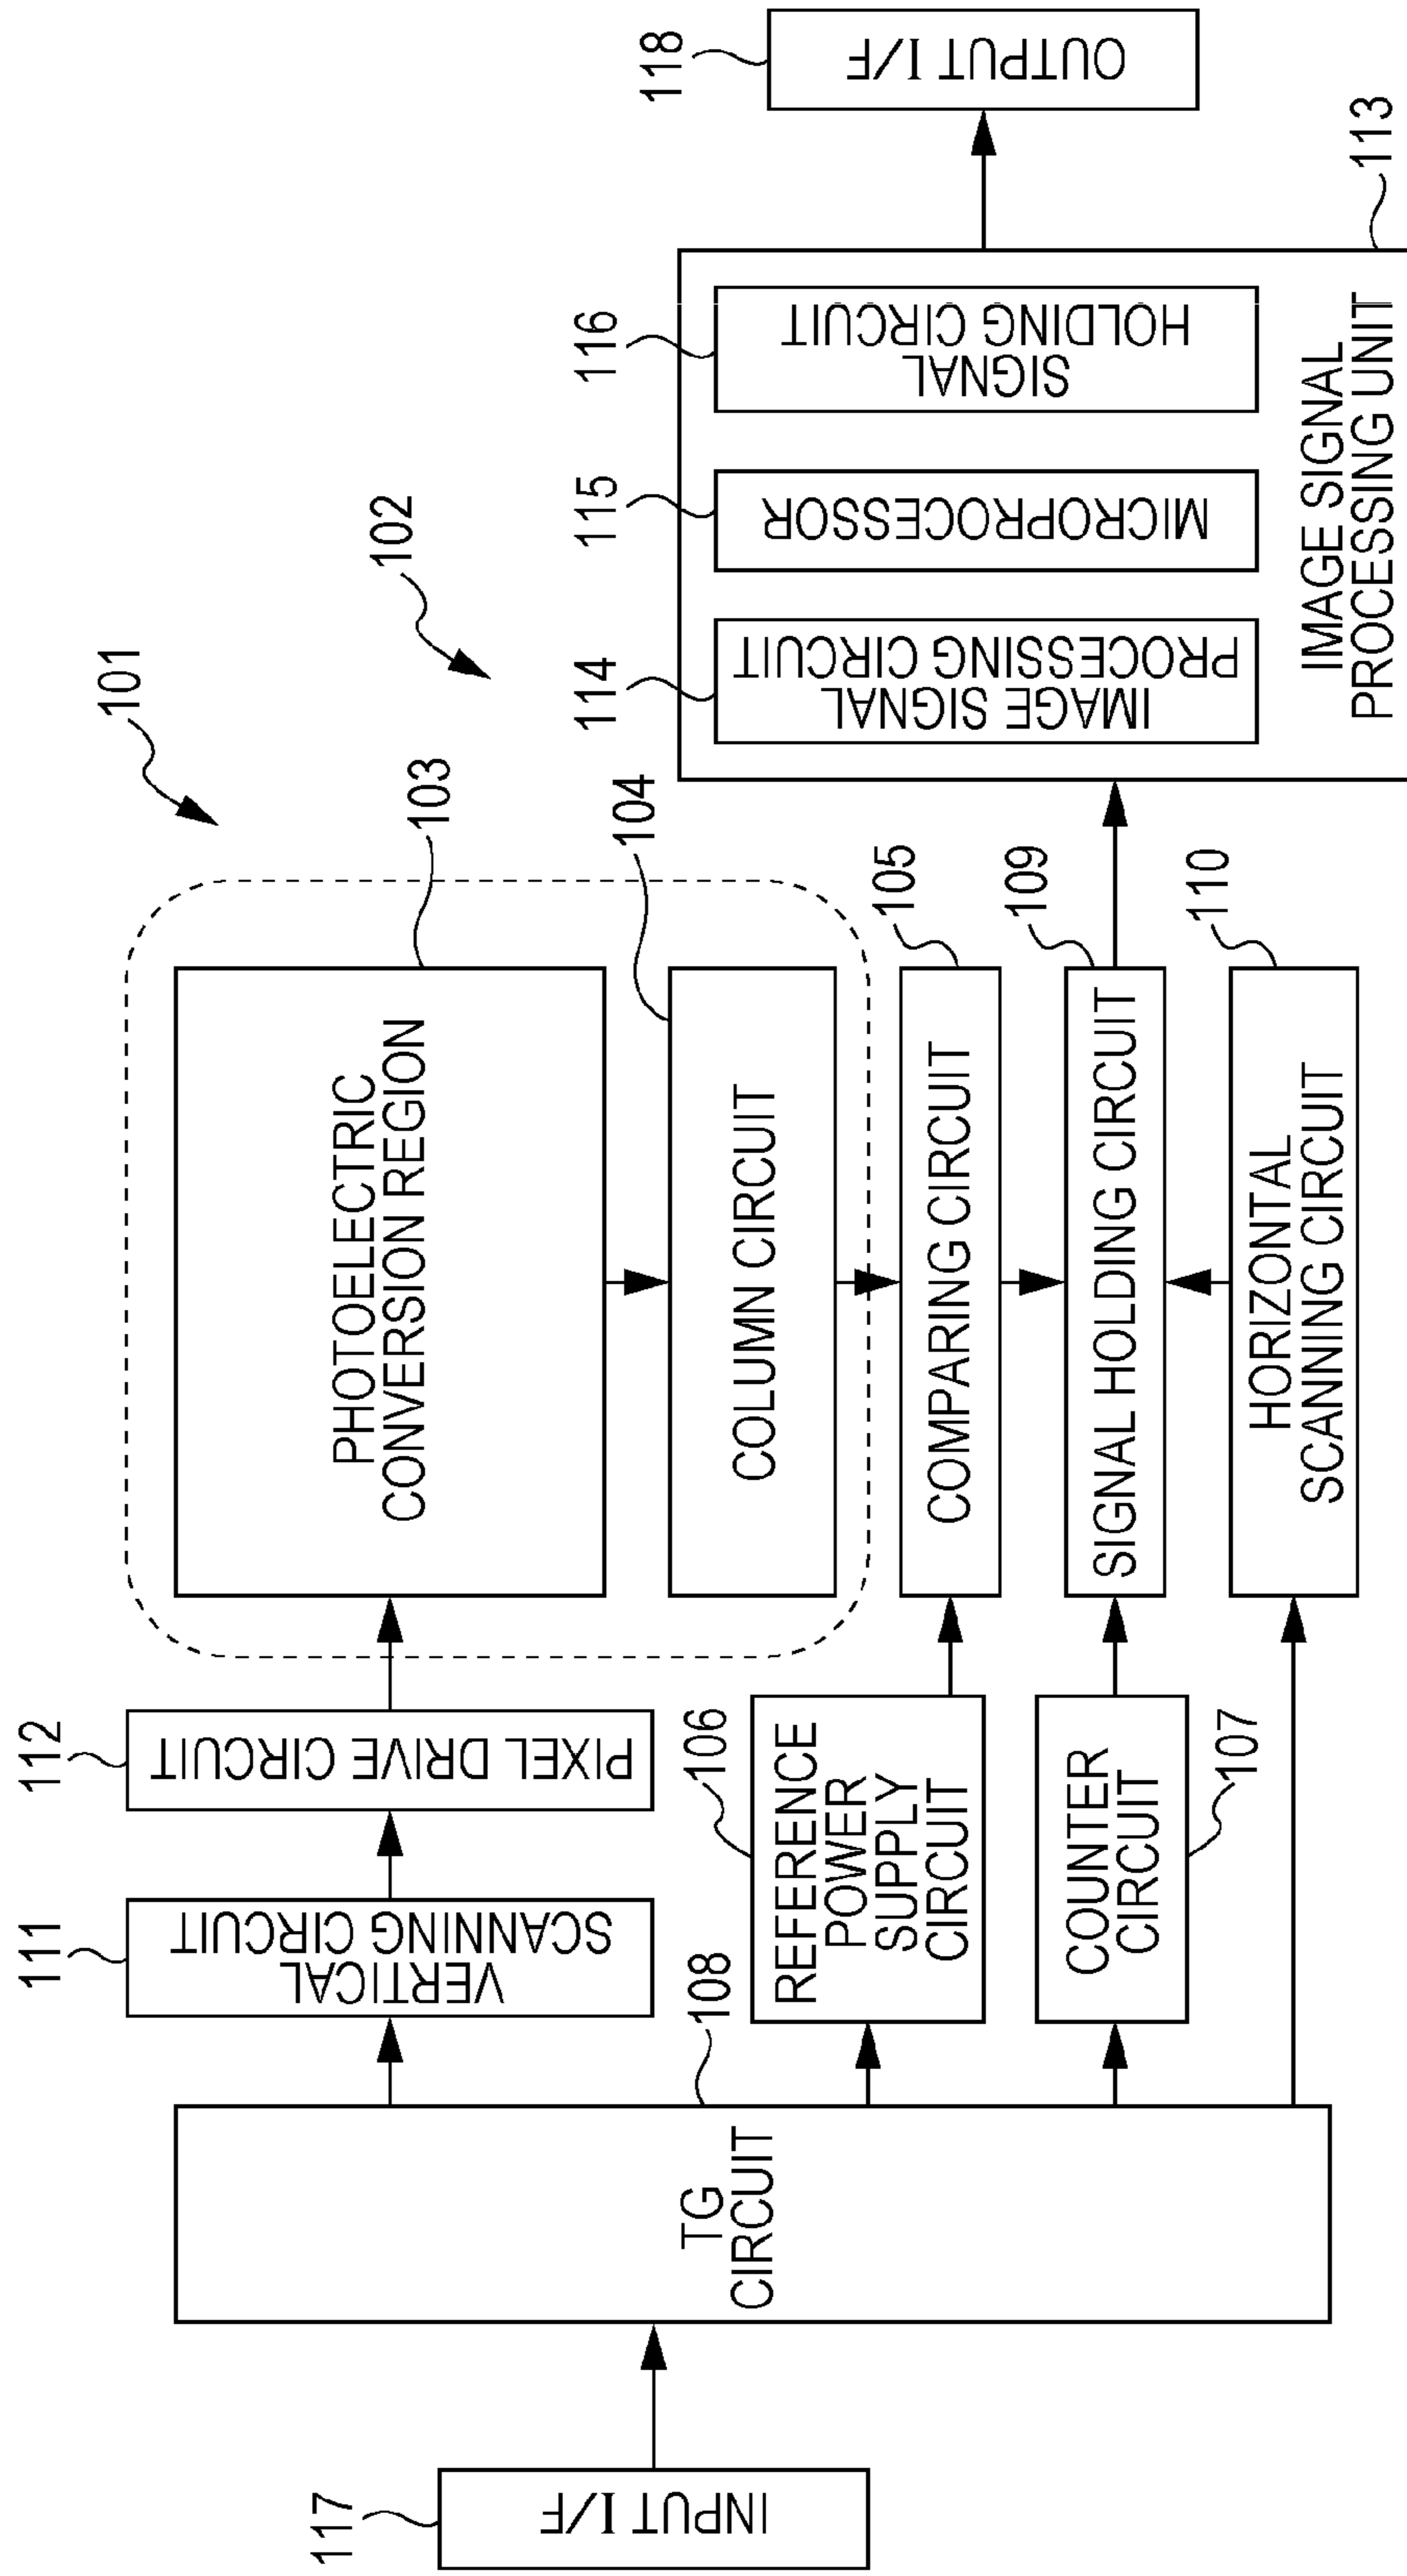 101
102
103
PHOTOELECTRIC
CONVERSION REGION
104
COLUMN CIRCUIT
105
COMPARING CIRCUIT
109
SIGNAL HOLDING CIRCUIT
110
HORIZONTAL
SCANNING CIRCUIT
112
PIXEL DRIVE CIRCUIT
111
VERTICAL
SCANNING CIRCUIT
106
REFERENCE
POWER
SUPPLY
CIRCUIT
107
COUNTER
CIRCUIT
108
TG
CIRCUIT
117
INPUT I/F
113
IMAGE SIGNAL
PROCESSING UNIT
114
IMAGE SIGNAL
PROCESSING CIRCUIT
115
MICROPROCESSOR
116
SIGNAL
HOLDING CIRCUIT
118
OUTPUT I/F